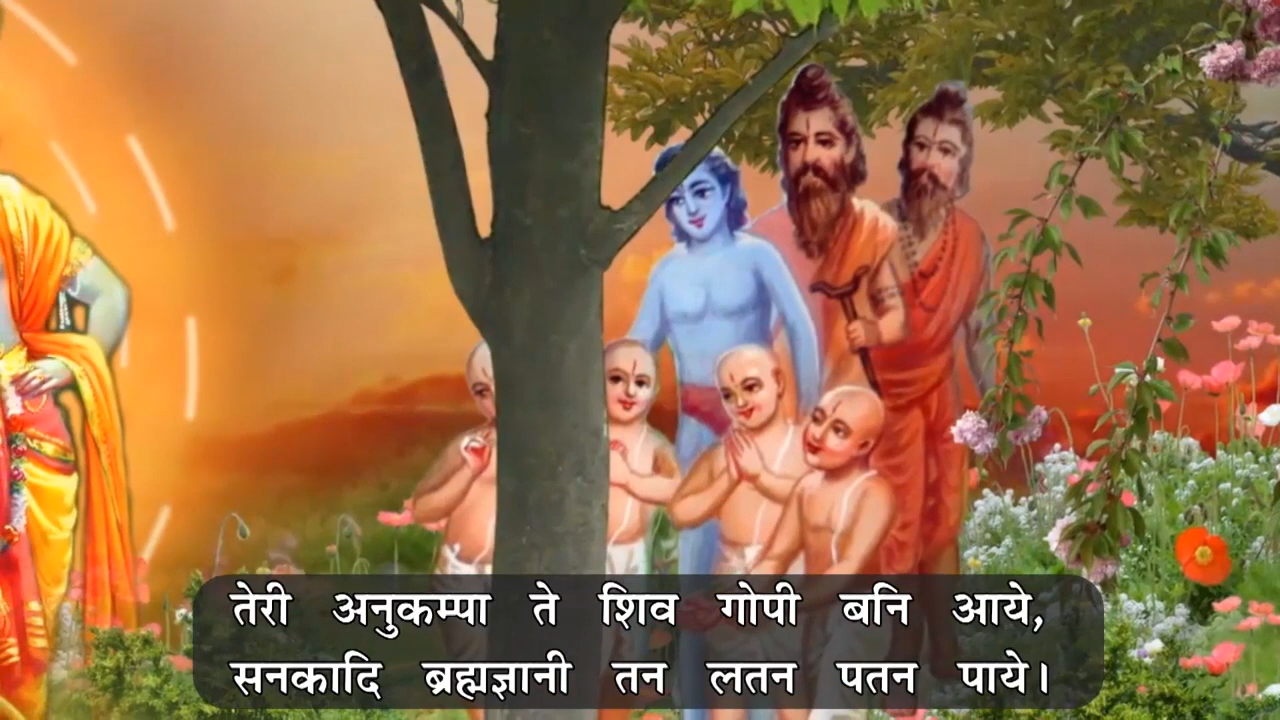 तेरी अनुकम्पा ते शिव गोपी बनि आये,
सनकादि ब्रह्मज्ञानी तन लतन पतन पाये।